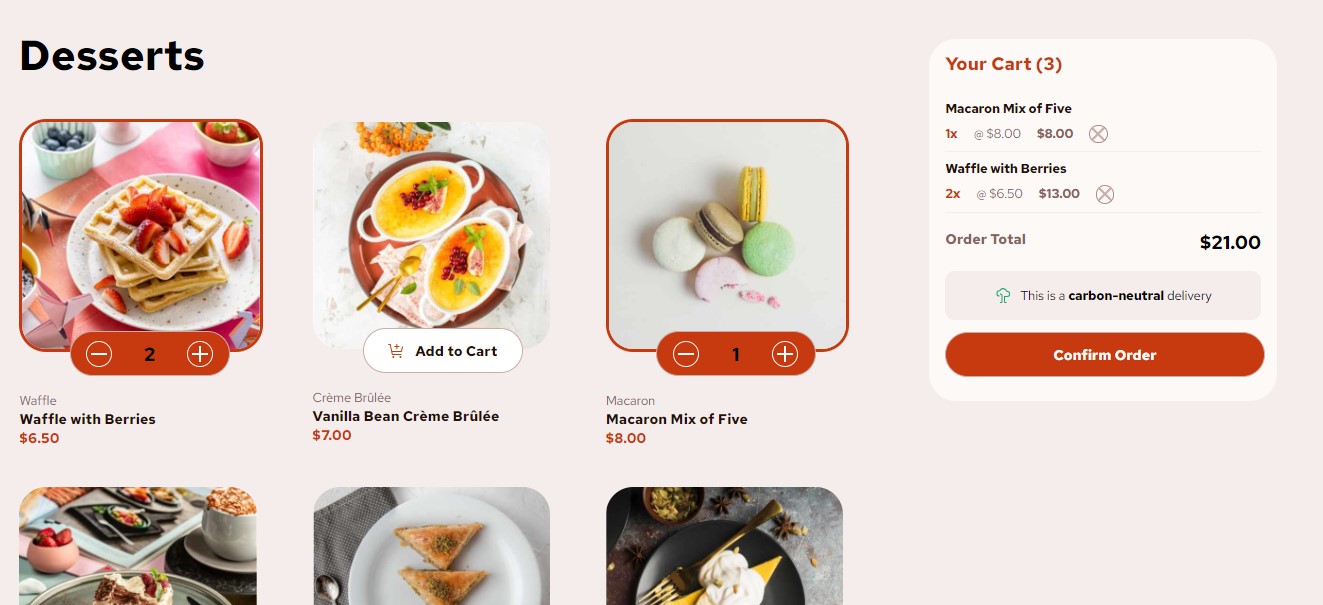 Desserts
2
Waffle
Waffle with Berries
$6.50
Add to Cart
Crème Brûlée
Vanilla Bean Crème Brûlée
$7.00
1
Macaron
Macaron Mix of Five
$8.00
Your Cart (3)
Macaron Mix of Five
1x @ $8.00 $8.00
Waffle with Berries
2x @ $6.50 $13.00
Order Total $21.00
This is a carbon-neutral delivery
Confirm Order